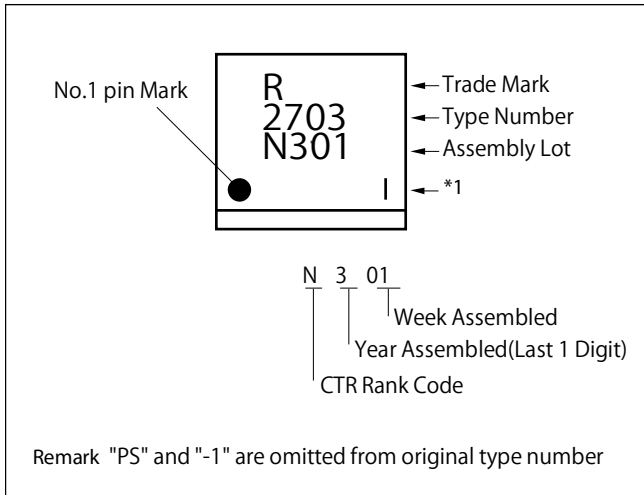 No.1 pin Mark
R
2703
N301
Trade Mark
Type Number
Assembly Lot
*1
N 3 01
Week Assembled
Year Assembled(Last 1 Digit)
CTR Rank Code
Remark "PS" and "-1" are omitted from original type number